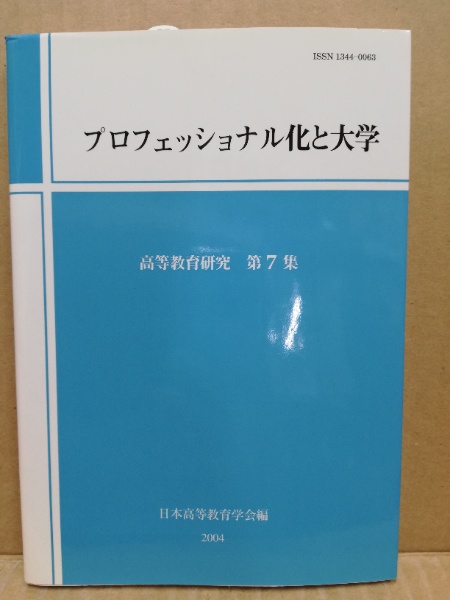 ISSN 1344-0063
プロフェッショナル化と大学
高等教育研究 第7集
日本高等教育学会編
2004